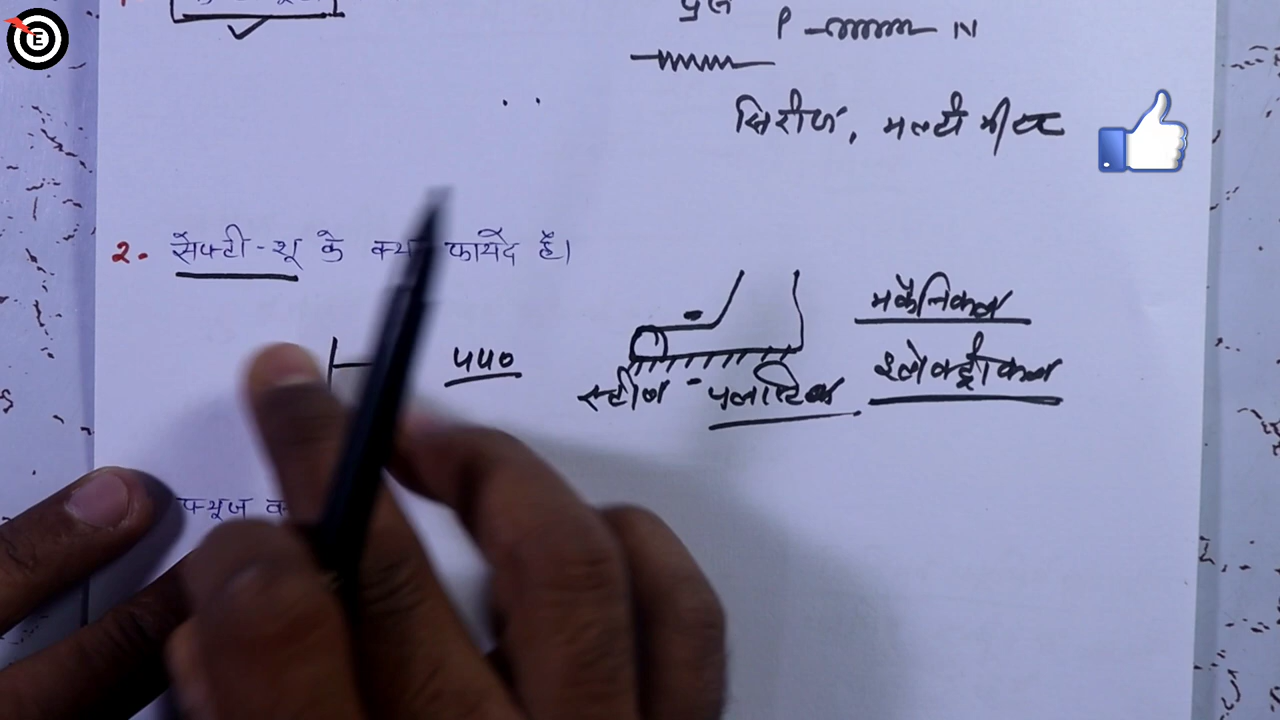 P N
सिरीज, मल्टी मीटर
2. सेफ्टी-शू के क्या फायदे है।
मकैनिकल
440
इलेक्ट्रीकल
स्टील - प्लास्टिक
फ्यूज
E